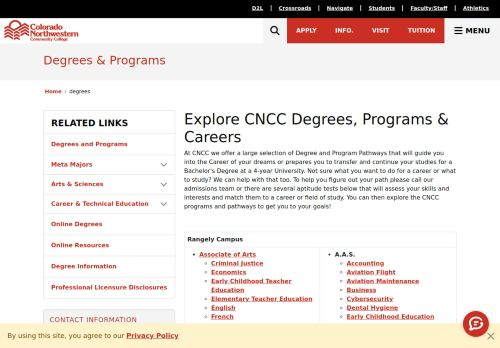 D2L | Crossroads | Navigate | Students | Faculty/Staff | Athletics
Colorado
Northwestern
Community College
APPLY INFO. VISIT TUITION MENU
Degrees & Programs
Home / degrees
RELATED LINKS
Degrees and Programs
Meta Majors
Arts & Sciences
Career & Technical Education
Online Degrees
Online Resources
Degree Information
Professional Licensure Disclosures
CONTACT INFORMATION
Explore CNCC Degrees, Programs &
Careers
At CNCC we offer a large selection of Degree and Program Pathways that will guide you
into the Career of your dreams or prepares you to transfer and continue your studies for a
Bachelor's Degree at a 4-year University. Not sure what you want to do for a career or what
to study? We can help with that too. To help you figure out your path please call our
admissions team or there are several aptitude tests below that will assess your skills and
interests and match them to a career or field of study. You can then explore the CNCC
programs and pathways to get you to your goals!
Rangely Campus
Associate of Arts
Criminal Justice
Economics
Early Childhood Teacher
Education
Elementary Teacher Education
English
French
A.A.S.
Accounting
Aviation Flight
Aviation Maintenance
Business
Cybersecurity
Dental Hygiene
Early Childhood Education
By using this site, you agree to our Privacy Policy